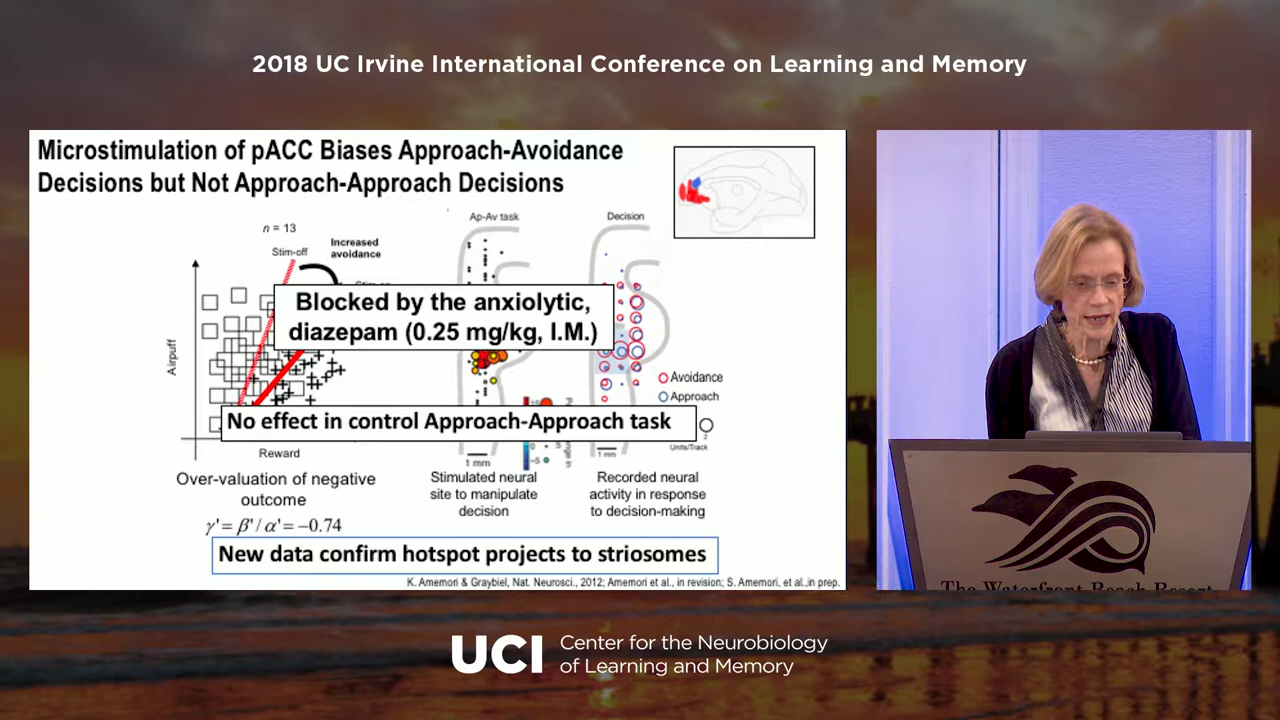 2018 UC Irvine International Conference on Learning and Memory
Microstimulation of pACC Biases Approach-Avoidance
Decisions but Not Approach-Approach Decisions
n = 13
Stim-off
Increased
avoidance
Ap-Av task
Decision
Blocked by the anxiolytic,
diazepam (0.25 mg/kg, I.M.)
Airpuff
Avoidance
Approach
No effect in control Approach-Approach task
Reward
1 mm
0
-5
1 mm
2
Units/Track
Over-valuation of negative
outcome
γ'= β'/α'= −0.74
Stimulated neural
site to manipulate
decision
Recorded neural
activity in response
to decision-making
New data confirm hotspot projects to striosomes
K. Amemori & Graybiel, Nat. Neurosci., 2012; Amemori et al., in revision; S. Amemori, et al.,in prep.
The Waterfront Beach Resort
UCI Center for the Neurobiology
of Learning and Memory